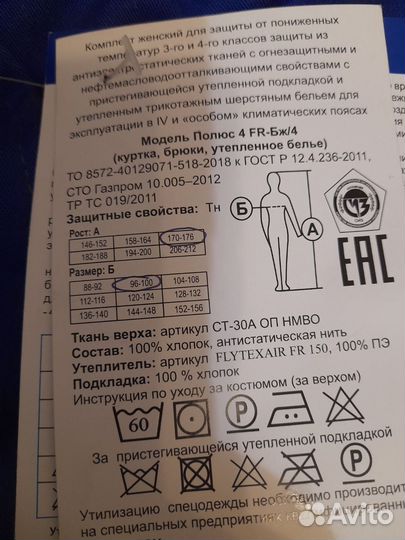 Комплект женский для защиты от пониженных
температур 3-го и 4-го классов защиты из
антиэлектростатических тканей с огнезащитными и
нефтемасловодоотталкивающими свойствами с
пристегивающейся утепленной подкладкой и
утепленным трикотажным шерстяным бельем для
эксплуатации в IV и «особом» климатических поясах
Модель Полюс 4 FR-Бж/4
(куртка, брюки, утепленное белье)
ТО 8572-40129071-518-2018 к ГОСТ Р 12.4.236-2011,
СТО Газпром 10.005–2012
ТР ТС 019/2011
Защитные свойства: Тн
Рост: А
146-152 158-164 170-176
182-188 194-200 206-212
Размер: Б
88-92 96-100 104-108
112-116 120-124 128-132
136-140 144-148 152-156
Б
А
ЕАС
Ткань верха: артикул СТ-30А ОП НМВО
Состав: 100% хлопок, антистатическая нить
Утеплитель: артикул FLYTEXAIR FR 150, 100% ПЭ
Подкладка: 100 % хлопок
Инструкция по уходу за костюмом (за верхом)
60
P
За пристегивающейся утепленной подкладкой
P
Утилизацию спецодежды необходимо производит
на специальных предприятиях
Avito